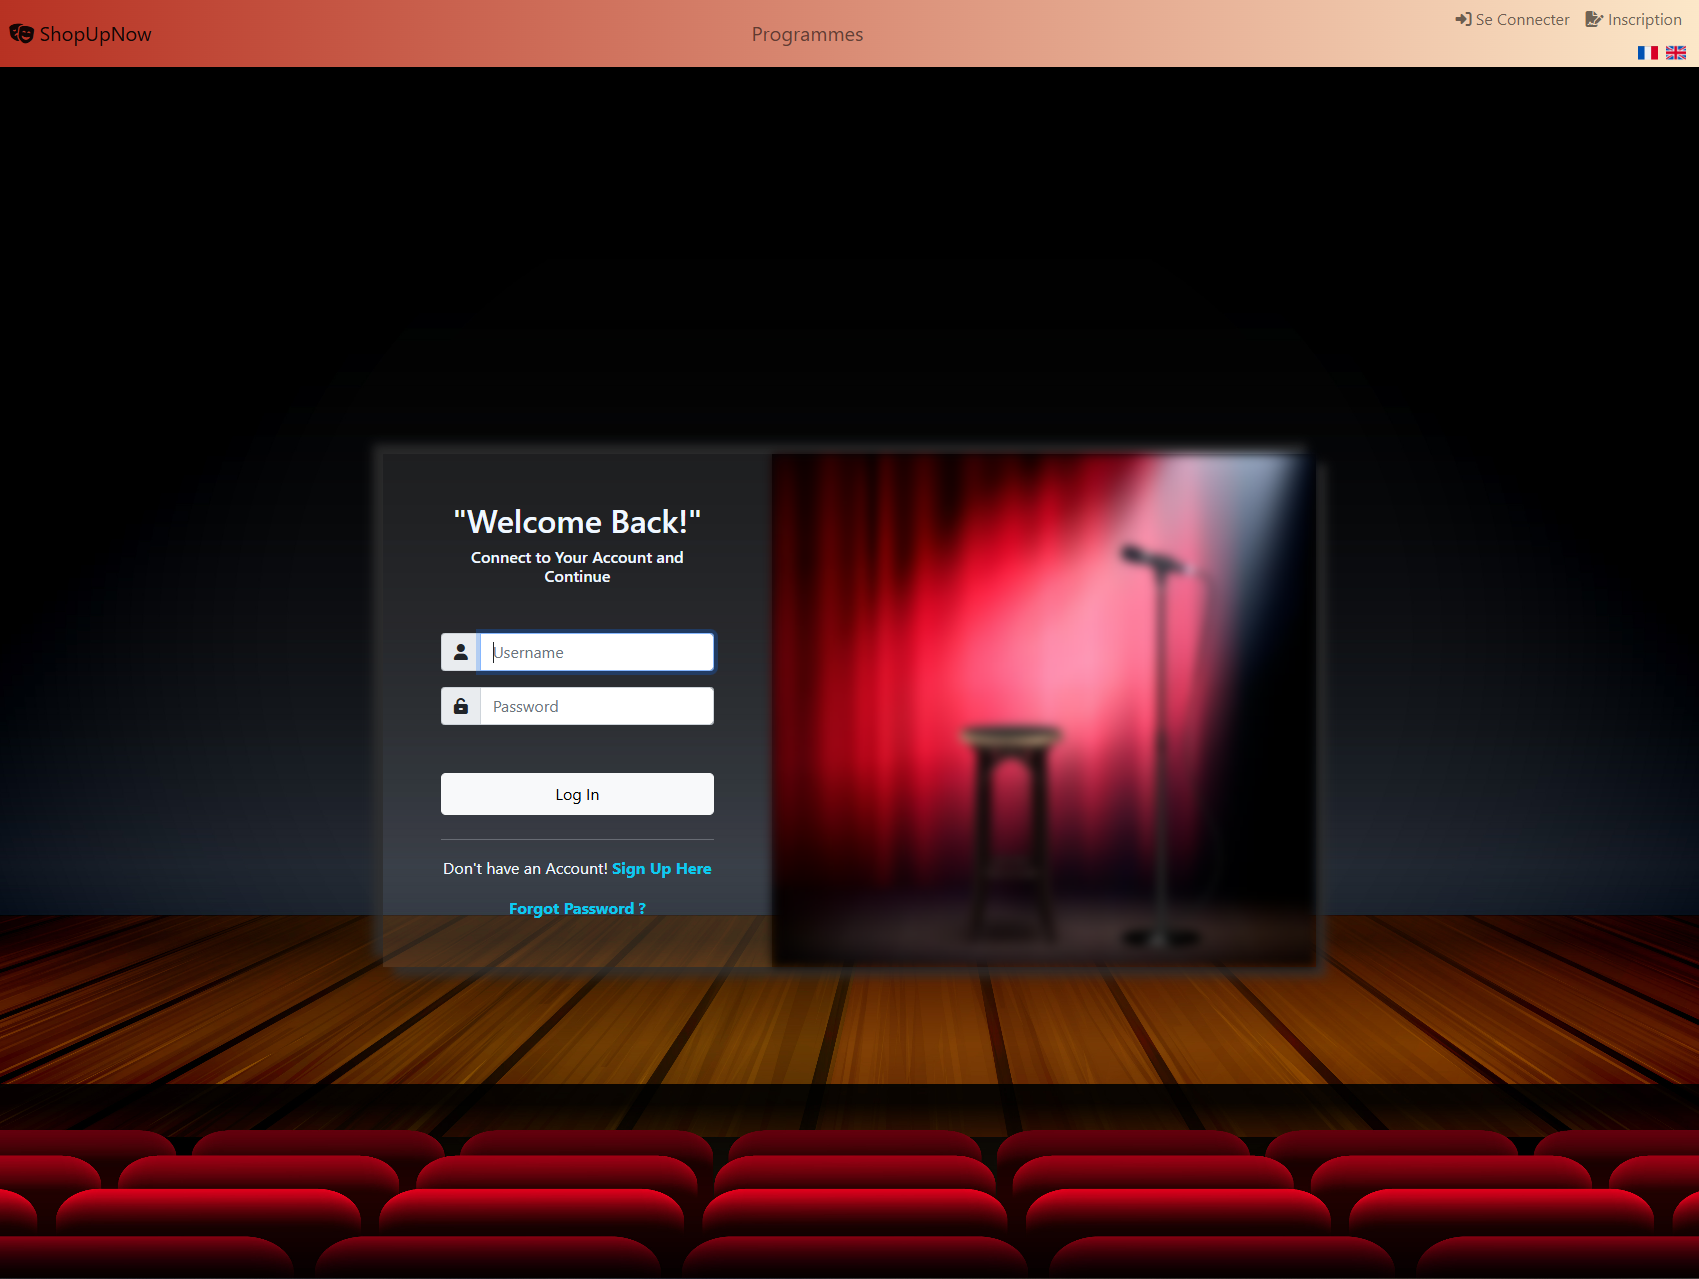 ShopUpNow
Programmes
Se Connecter
Inscription
"Welcome Back!"
Connect to Your Account and
Continue
Username
Password
Log In
Don't have an Account! Sign Up Here
Forgot Password ?